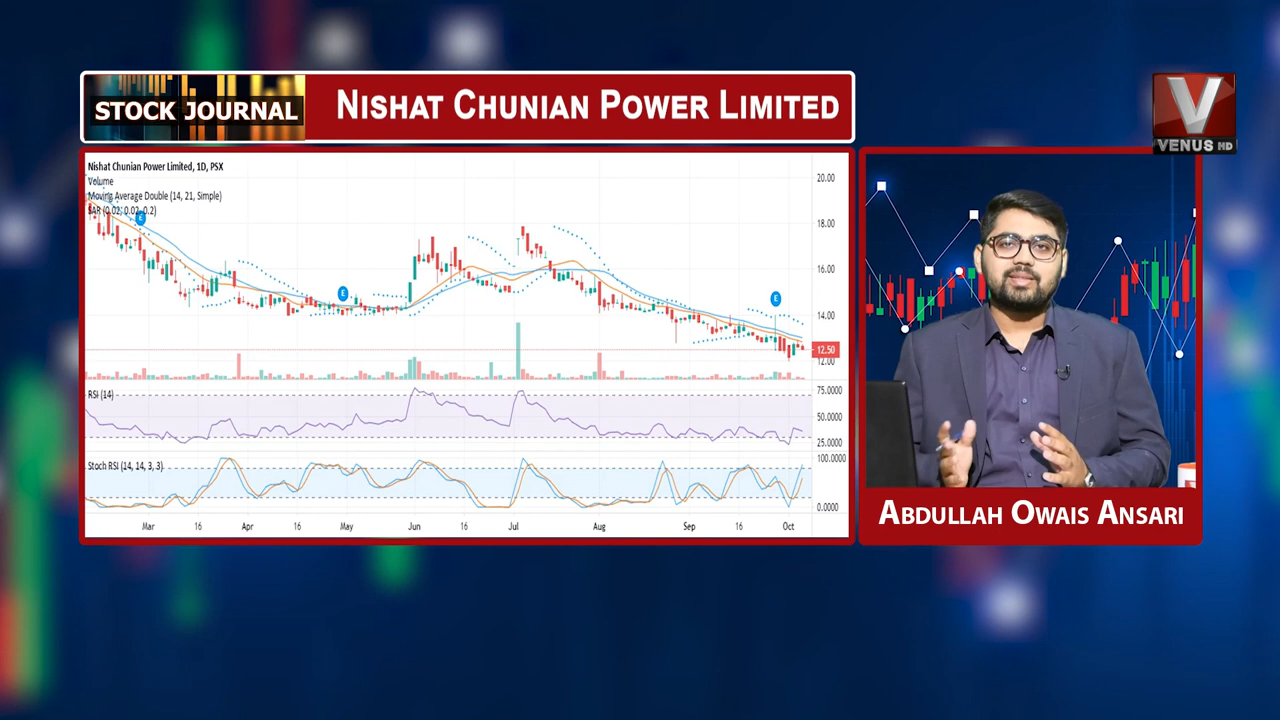 STOCK JOURNAL
NISHAT CHUNIAN POWER LIMITED
V
VENUS HD
Nishat Chunian Power Limited, 1D, PSX
Volume
Moving Average Double (14, 21, Simple)
SAR (0.02, 0.02, 0.2)
E
E
E
20.00
18.00
16.00
14.00
12.50
12.00
RSI (14)
75.0000
50.0000
25.0000
Stoch RSI (14, 14, 3, 3)
100.0000
0.0000
Mar 16 Apr 16 May Jun 16 Jul Aug Sep 16 Oct
ABDULLAH OWAIS ANSARI